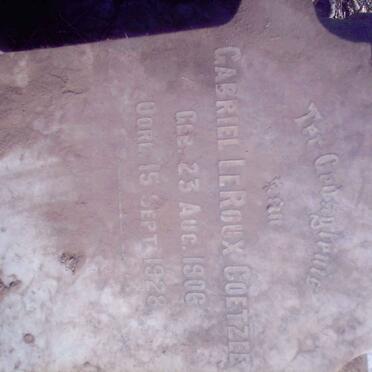 Ter Gedagtenis
van
GABRIEL LEROUX COETZEE
GEB. 23 AUG. 1906
OORL. 15 SEPT. 1928